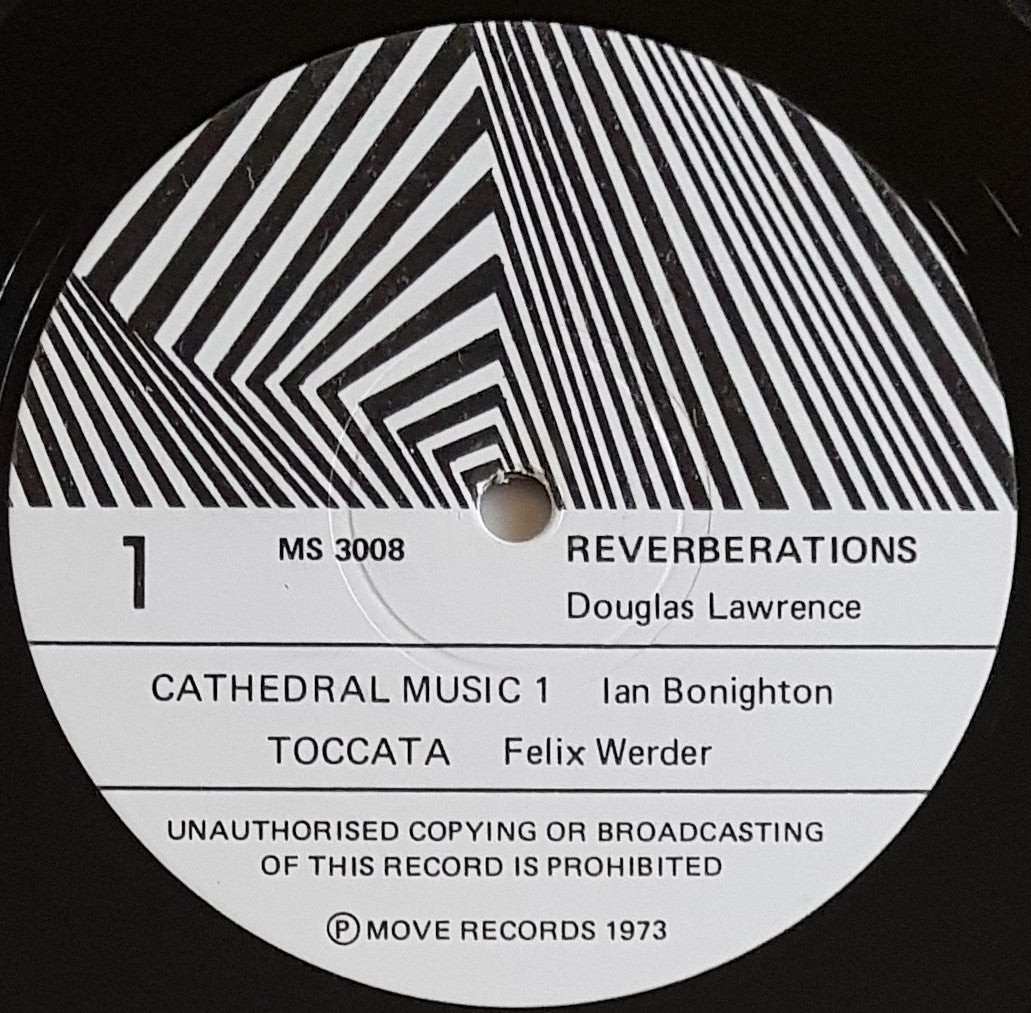 1 MS 3008 REVERBERATIONS
Douglas Lawrence
CATHEDRAL MUSIC 1 Ian Bonighton
TOCCATA Felix Werder
UNAUTHORISED COPYING OR BROADCASTING
OF THIS RECORD IS PROHIBITED
Ⓟ MOVE RECORDS 1973